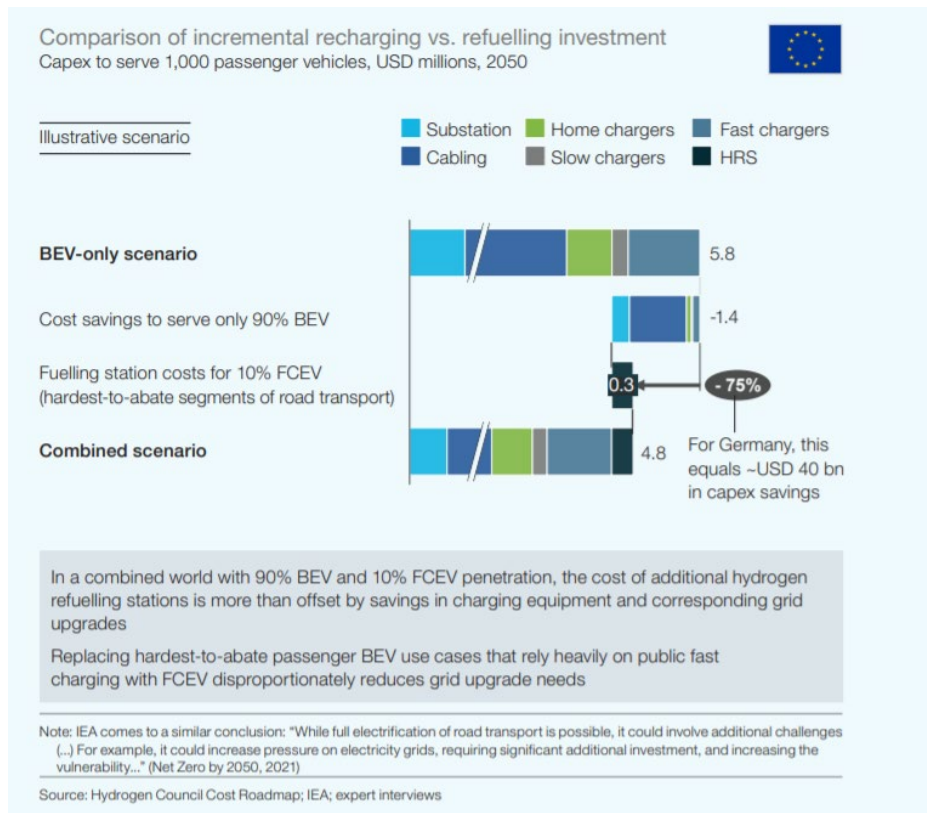 Comparison of incremental recharging vs. refuelling investment
Capex to serve 1,000 passenger vehicles, USD millions, 2050
Illustrative scenario
Substation
Home chargers
Fast chargers
Cabling
Slow chargers
HRS
BEV-only scenario
5.8
Cost savings to serve only 90% BEV
-1.4
Fuelling station costs for 10% FCEV
(hardest-to-abate segments of road transport)
0.3
- 75%
Combined scenario
4.8
For Germany, this
equals ~USD 40 bn
in capex savings
In a combined world with 90% BEV and 10% FCEV penetration, the cost of additional hydrogen
refuelling stations is more than offset by savings in charging equipment and corresponding grid
upgrades
Replacing hardest-to-abate passenger BEV use cases that rely heavily on public fast
charging with FCEV disproportionately reduces grid upgrade needs
Note: IEA comes to a similar conclusion: "While full electrification of road transport is possible, it could involve additional challenges
(...) For example, it could increase pressure on electricity grids, requiring significant additional investment, and increasing the
vulnerability..." (Net Zero by 2050, 2021)
Source: Hydrogen Council Cost Roadmap; IEA; expert interviews